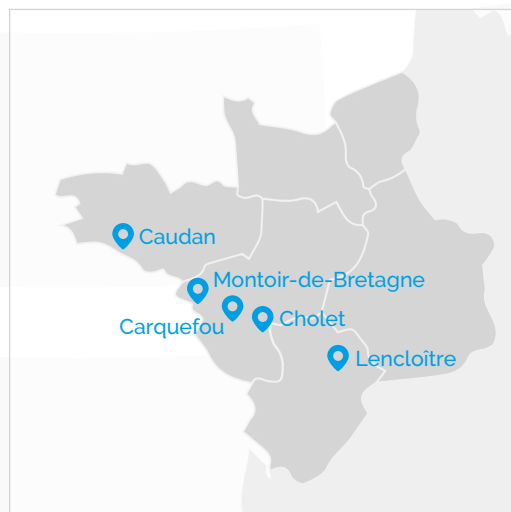 Caudan
Montoir-de-Bretagne
Carquefou
Cholet
Lencloître